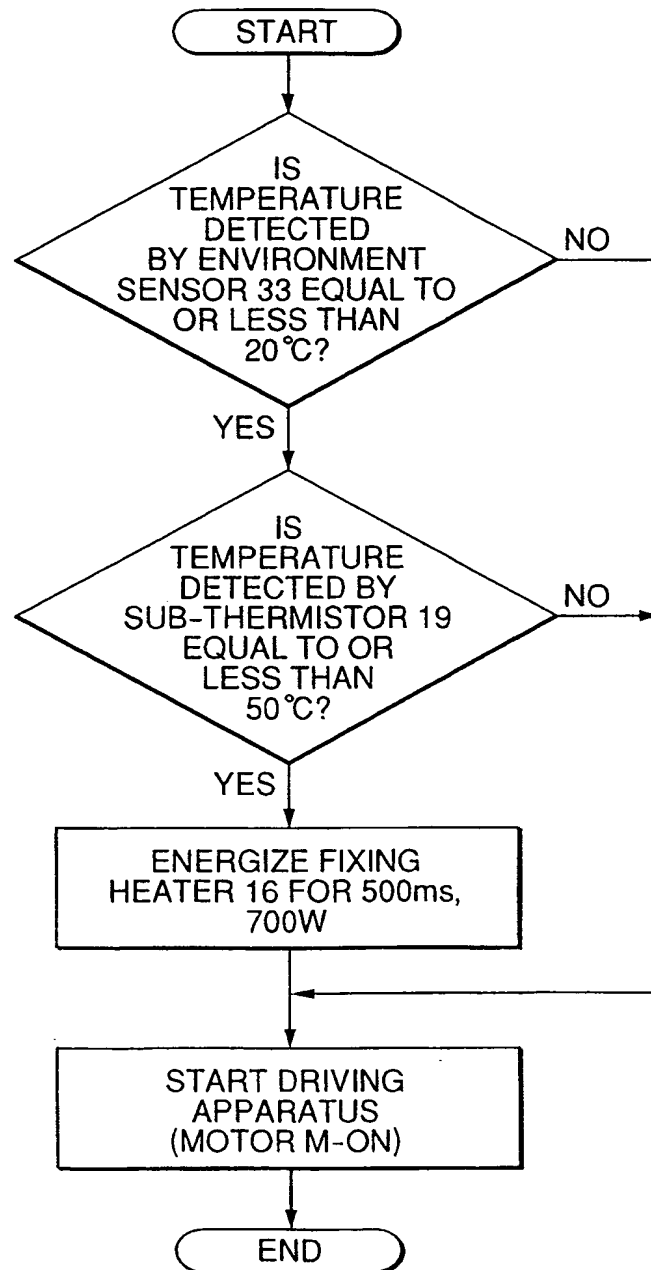 START
IS
TEMPERATURE
DETECTED
BY ENVIRONMENT
SENSOR 33 EQUAL TO
OR LESS THAN
20°C?
NO
YES
IS
TEMPERATURE
DETECTED BY
SUB-THERMISTOR 19
EQUAL TO OR
LESS THAN
50°C?
NO
YES
ENERGIZE FIXING
HEATER 16 FOR 500ms,
700W
START DRIVING
APPARATUS
(MOTOR M-ON)
END